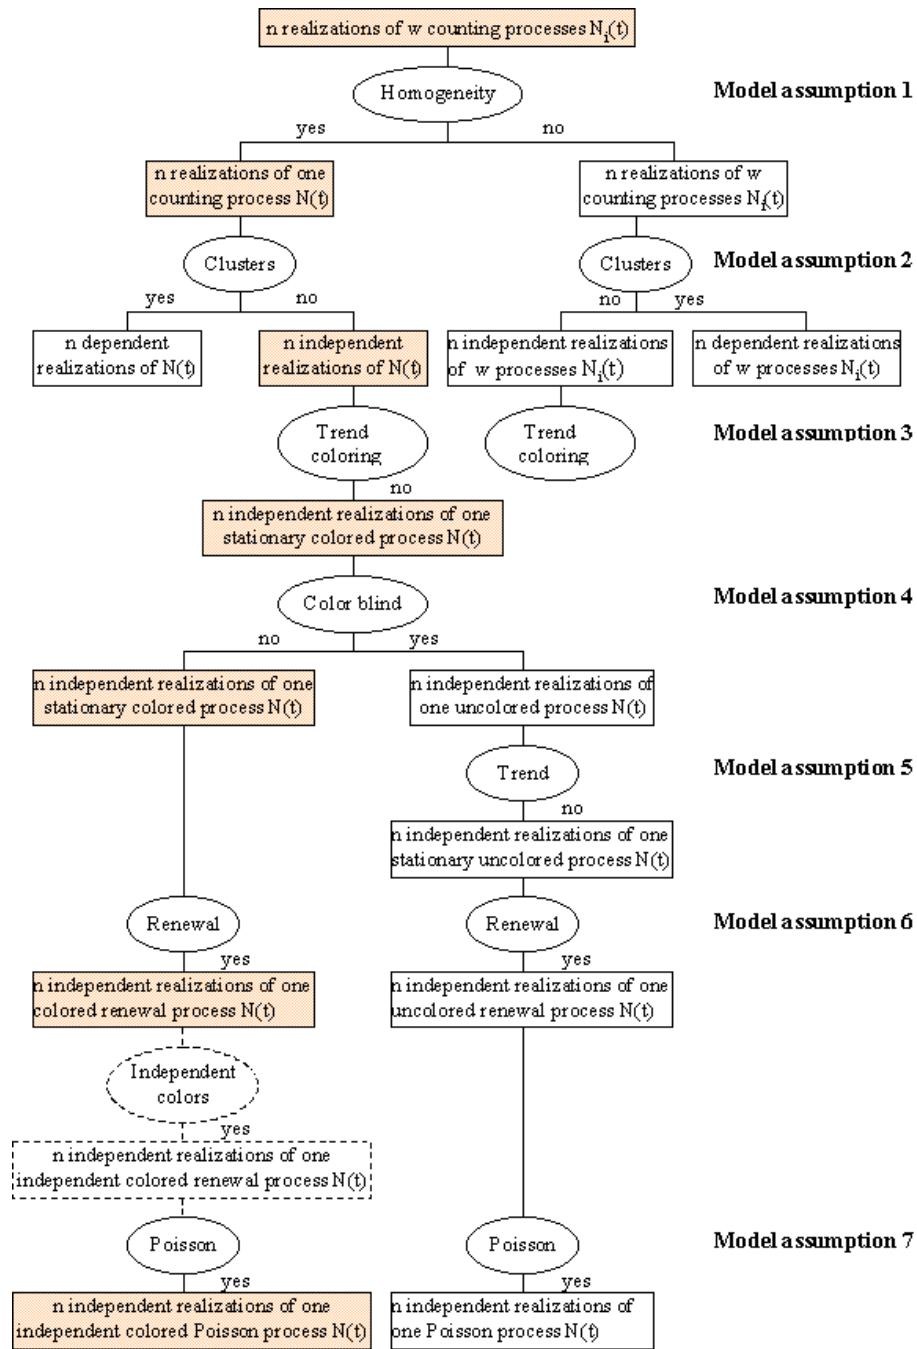 n realizations of w counting processes Ni(t)
Homogeneity
Model assumption 1
yes
no
n realizations of one
counting process N(t)
n realizations of w
counting processes Ni(t)
Clusters
Clusters
Model assumption 2
yes
no
no
yes
n dependent
realizations of N(t)
n independent
realizations of N(t)
n independent realizations
of w processes Ni(t)
n dependent realizations
of w processes Ni(t)
Trend
coloring
Trend
coloring
Model assumption 3
no
n independent realizations of one
stationary colored process N(t)
Color blind
Model assumption 4
no
yes
n independent realizations of one
stationary colored process N(t)
n independent realizations of
one uncolored process N(t)
Trend
Model assumption 5
no
n independent realizations of one
stationary uncolored process N(t)
Renewal
Renewal
Model assumption 6
yes
yes
n independent realizations of one
colored renewal process N(t)
n independent realizations of one
uncolored renewal process N(t)
Independent
colors
yes
n independent realizations of one
independent colored renewal process N(t)
Poisson
Poisson
Model assumption 7
yes
yes
n independent realizations of one
independent colored Poisson process N(t)
n independent realizations of
one Poisson process N(t)